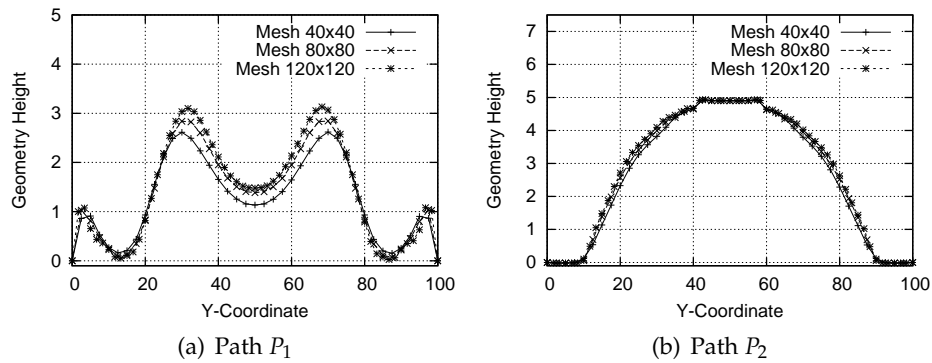 5
4
3
2
1
0
Geometry Height
0 20 40 60 80 100
Y-Coordinate
Mesh 40x40
Mesh 80x80
Mesh 120x120
(a) Path P1
7
6
5
4
3
2
1
0
Geometry Height
0 20 40 60 80 100
Y-Coordinate
Mesh 40x40
Mesh 80x80
Mesh 120x120
(b) Path P2